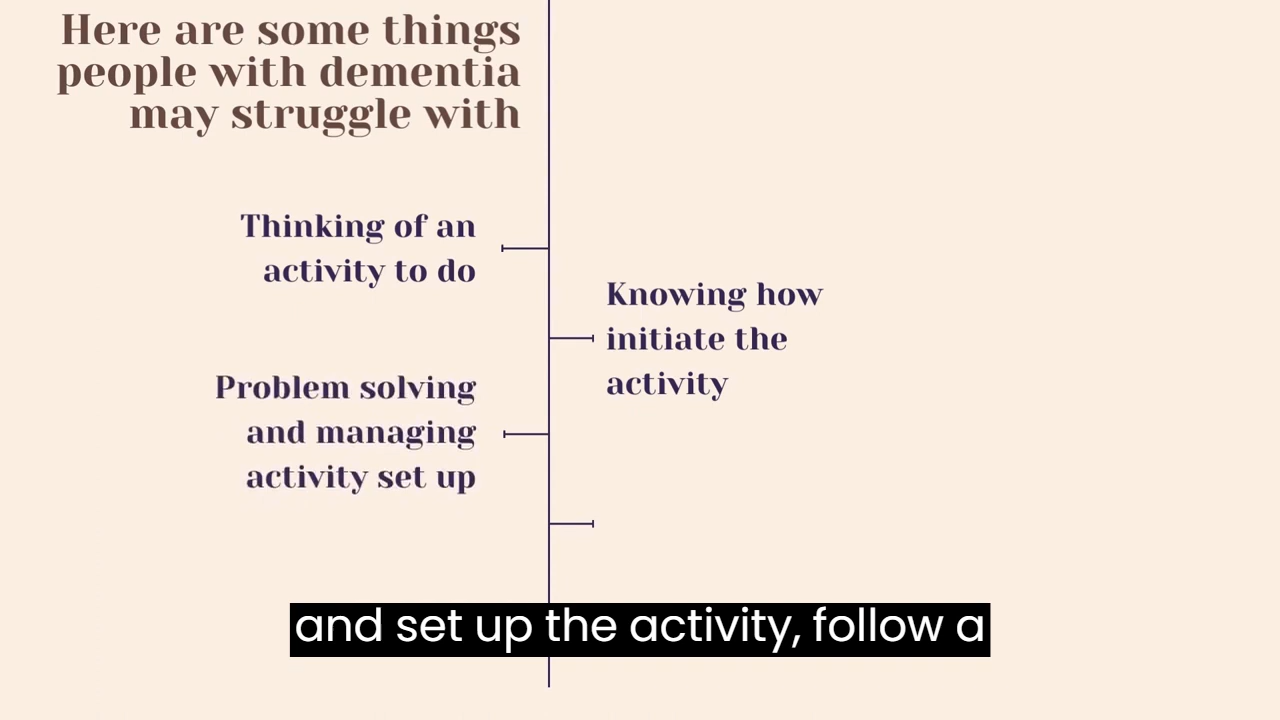 Here are some things
people with dementia
may struggle with
Thinking of an
activity to do
Knowing how
initiate the
activity
Problem solving
and managing
activity set up
and set up the activity, follow a